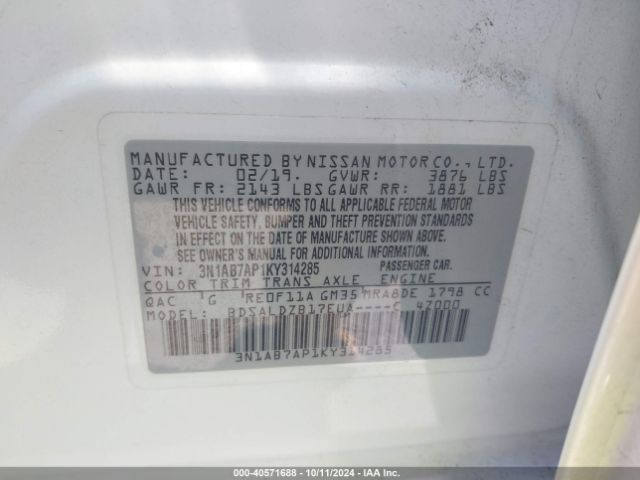 MANUFACTURED BY NISSAN MOTOR CO., LTD.
DATE: 02/19. GVWR: 3876 LBS
GAWR FR: 2143 LBS GAWR RR: 1881 LBS
THIS VEHICLE CONFORMS TO ALL APPLICABLE FEDERAL MOTOR
VEHICLE SAFETY, BUMPER AND THEFT PREVENTION STANDARDS
IN EFFECT ON THE DATE OF MANUFACTURE SHOWN ABOVE.
SEE OWNER'S MANUAL FOR ADDITIONAL INFORMATION
VIN: 3N1AB7AP1KY314285 PASSENGER CAR.
COLOR TRIM TRANS AXLE ENGINE
QAC G RE0F11A GM35 MRA8DE 1798 CC
MODEL: BDSALDZB17EUA----C 4Z000
3N1AB7AP1KY314285
000-40571688 - 10/11/2024 - IAA Inc.